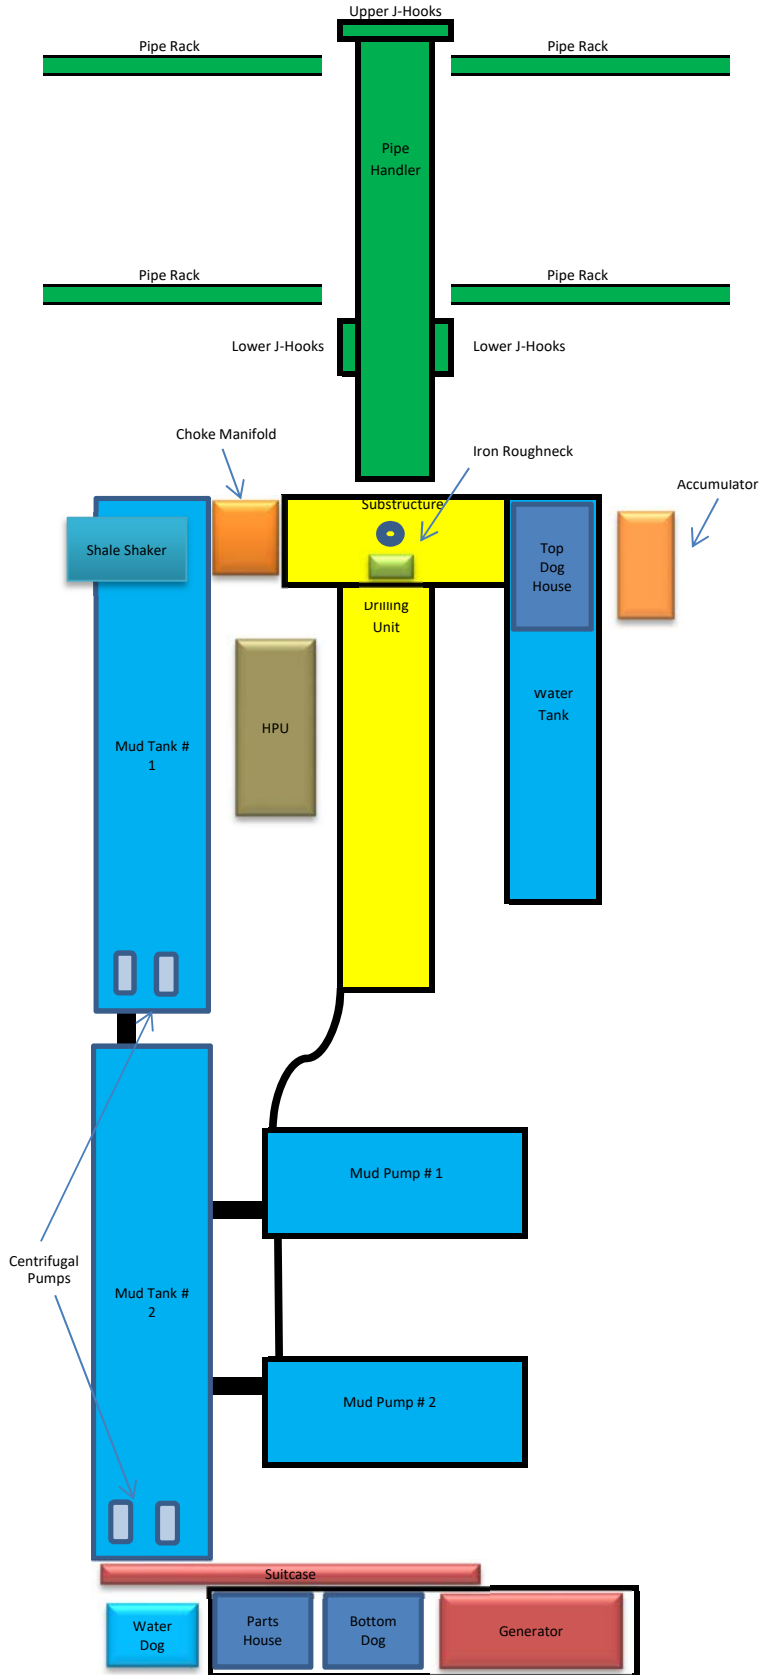 Upper J-Hooks
Pipe Rack
Pipe Rack
Pipe
Handler
Pipe Rack
Pipe Rack
Lower J-Hooks
Lower J-Hooks
Choke Manifold
Iron Roughneck
Accumulator
Substructure
Shale Shaker
Top
Dog
House
Drilling
Unit
Water
Tank
HPU
Mud Tank #
1
Mud Pump # 1
Centrifugal
Pumps
Mud Tank #
2
Mud Pump # 2
Suitcase
Water
Dog
Parts
House
Bottom
Dog
Generator